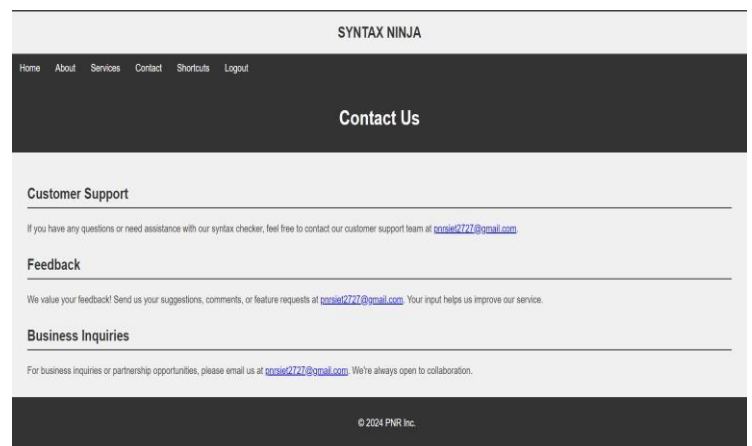 SYNTAX NINJA
Home About Services Contact Shortcuts Logout
Contact Us
Customer Support
If you have any questions or need assistance with our syntax checker, feel free to contact our customer support team at pnrsiet2727@gmail.com.
Feedback
We value your feedback! Send us your suggestions, comments, or feature requests at pnrsiet2727@gmail.com. Your input helps us improve our service.
Business Inquiries
For business inquiries or partnership opportunities, please email us at pnrsiet2727@gmail.com. We're always open to collaboration.
© 2024 PNR Inc.